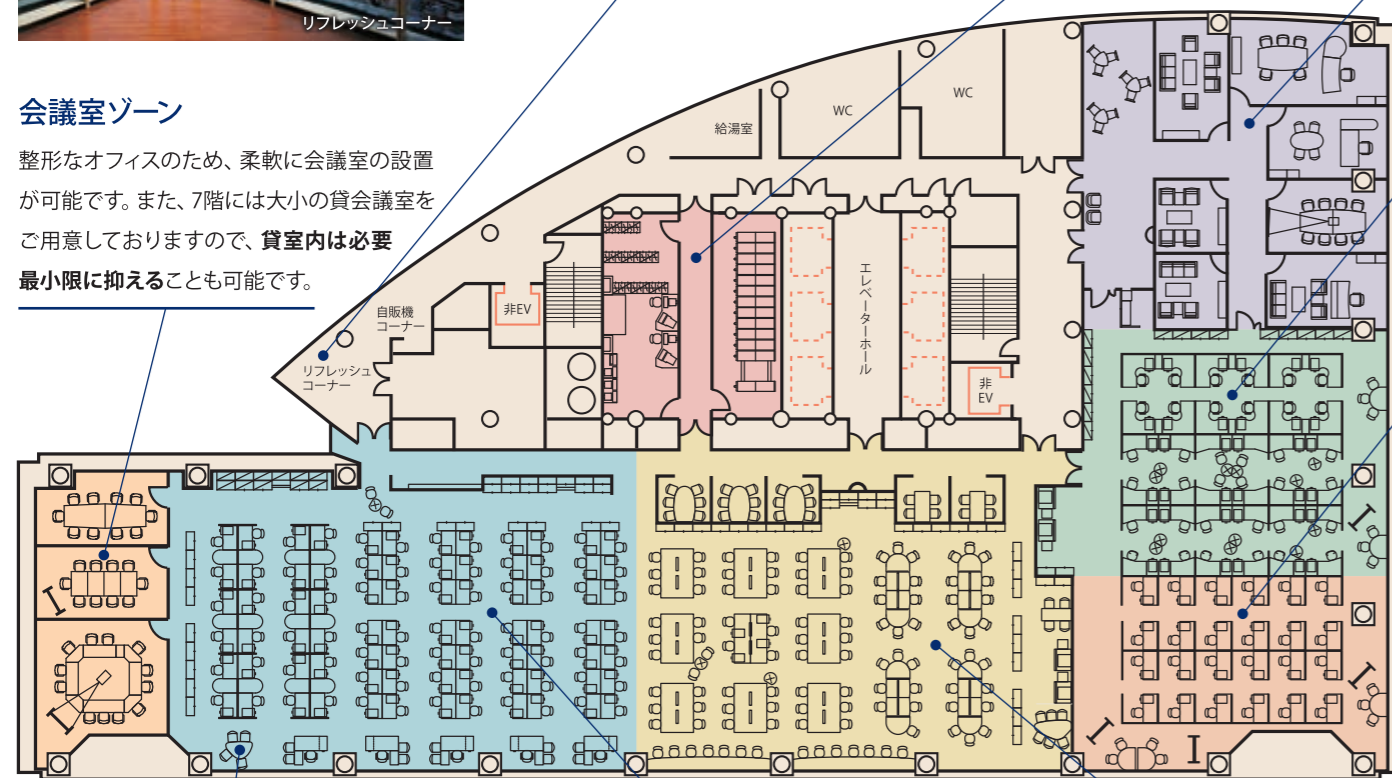 リフレッシュコーナー
会議室ゾーン
整形なオフィスのため、柔軟に会議室の設置
が可能です。また、7階には大小の貸会議室を
ご用意しておりますので、貸室内は必要
最小限に抑えることも可能です。
WC
WC
給湯室
エレベーターホール
非EV
自販機
コーナー
リフレッシュ
コーナー
非
EV